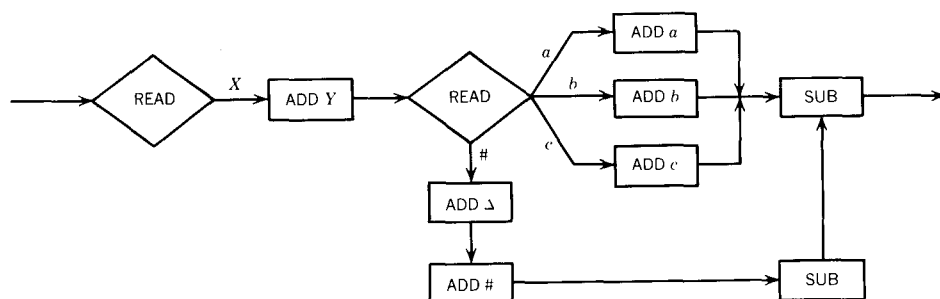 READ
X
ADD Y
READ
a
b
c
#
ADD a
ADD b
ADD c
SUB
ADD Δ
ADD #
SUB